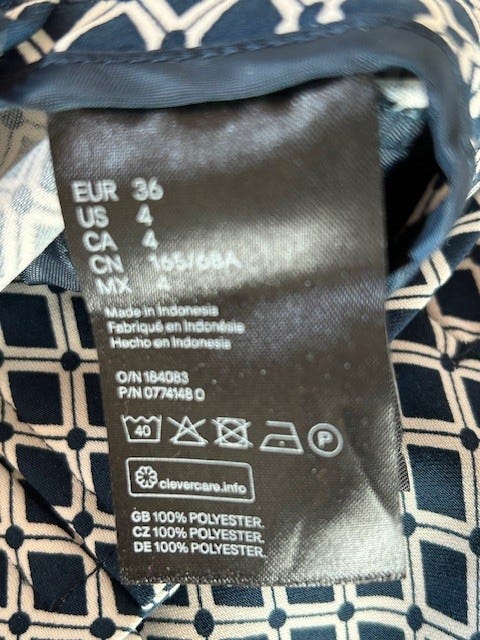 EUR 36
US 4
CA 4
CN 165/68A
MX 4
Made in Indonesia
Fabriqué en Indonésie
Hecho en Indonesia
O/N 184083
P/N 0774148 0
40 P
clevercare.info
GB 100% POLYESTER.
CZ 100% POLYESTER.
DE 100% POLYESTER.